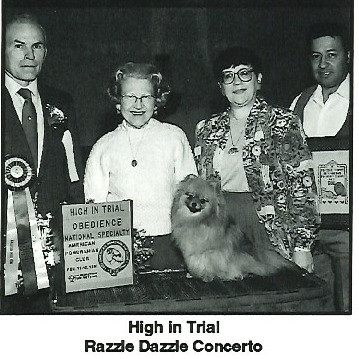 HIGH IN TRIAL
OBEDIENCE
NATIONAL SPECIALTY
AMERICAN
POMERANIAN
CLUB
High in Trial
Razzle Dazzle Concerto